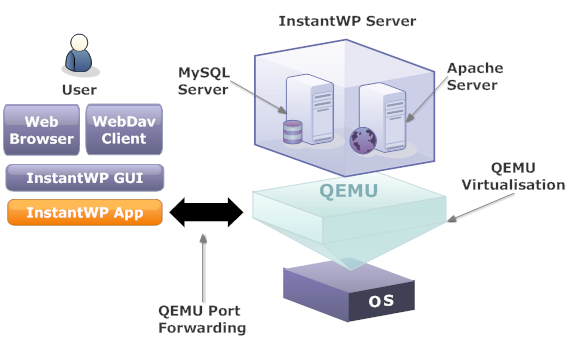 InstantWP Server
MySQL
Server
Apache
Server
User
Web
Browser
WebDav
Client
InstantWP GUI
InstantWP App
QEMU
QEMU
Virtualisation
OS
QEMU Port
Forwarding